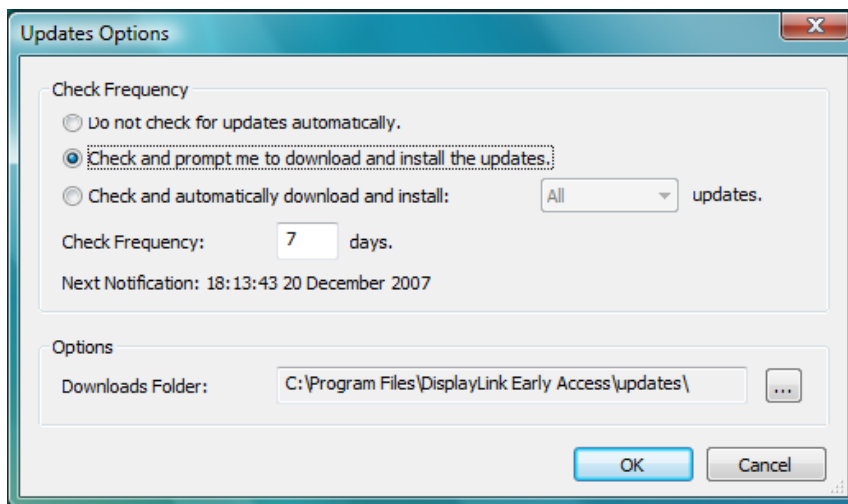 Updates Options
Check Frequency
Do not check for updates automatically.
Check and prompt me to download and install the updates.
Check and automatically download and install: All updates.
Check Frequency: 7 days.
Next Notification: 18:13:43 20 December 2007
Options
Downloads Folder: C:\Program Files\DisplayLink Early Access\updates\ ...
OK Cancel